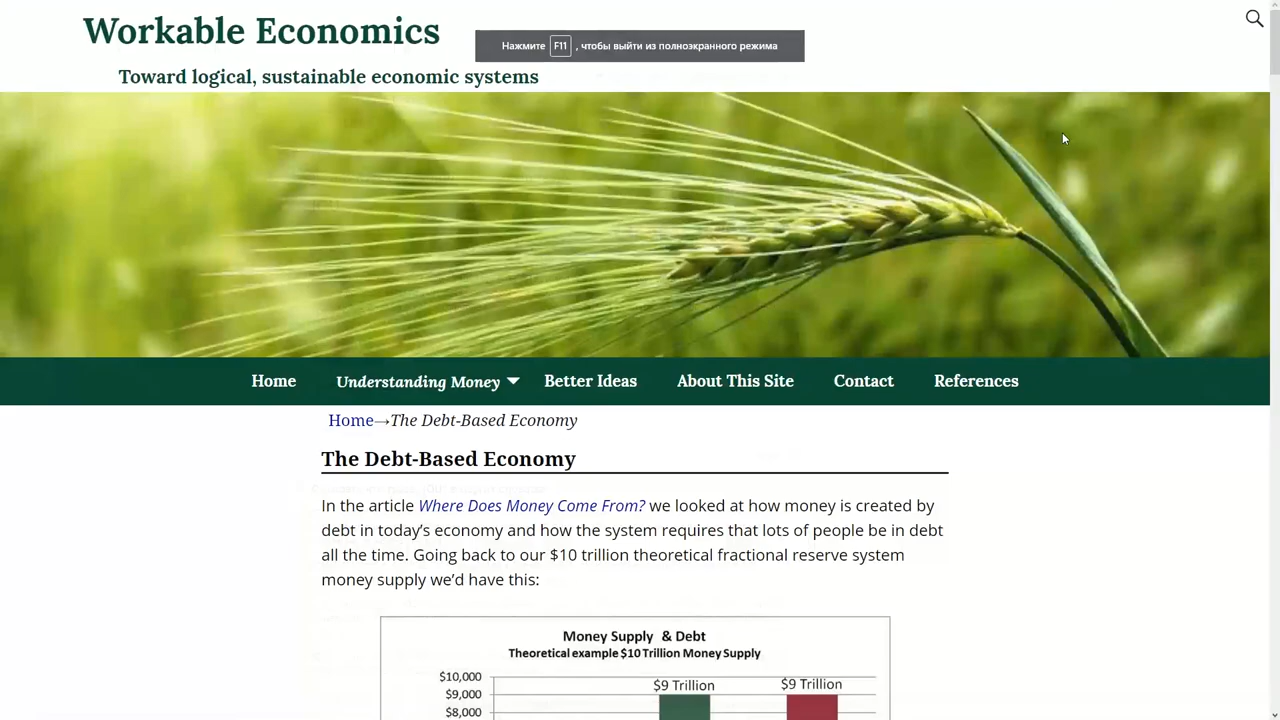 Workable Economics
Нажмите F11 , чтобы выйти из полноэкранного режима
Toward logical, sustainable economic systems
Home Understanding Money Better Ideas About This Site Contact References
Home→The Debt-Based Economy
The Debt-Based Economy
In the article Where Does Money Come From? we looked at how money is created by
debt in today’s economy and how the system requires that lots of people be in debt
all the time. Going back to our $10 trillion theoretical fractional reserve system
money supply we’d have this:
Money Supply & Debt
Theoretical example $10 Trillion Money Supply
$10,000
$9 Trillion $9 Trillion
$9,000
$8,000